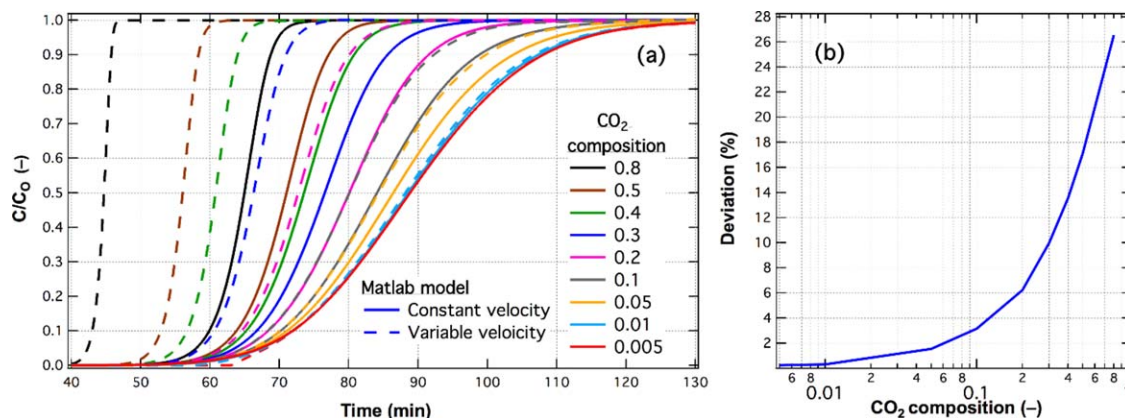 1.0
0.9
0.8
0.7
0.6
0.5
0.4
0.3
0.2
0.1
0.0
C/C_O (–)
40 50 60 70 80 90 100 110 120 130
Time (min)
(a)
CO₂
composition
0.8
0.5
0.4
0.3
0.2
0.1
0.05
0.01
0.005
Matlab model
Constant velocity
Variable veloicity
28
26
24
22
20
18
16
14
12
10
8
6
4
2
Deviation (%)
(b)
6 8 0.01 2 4 6 8 0.1 2 4 6 8 1
CO₂ composition (–)